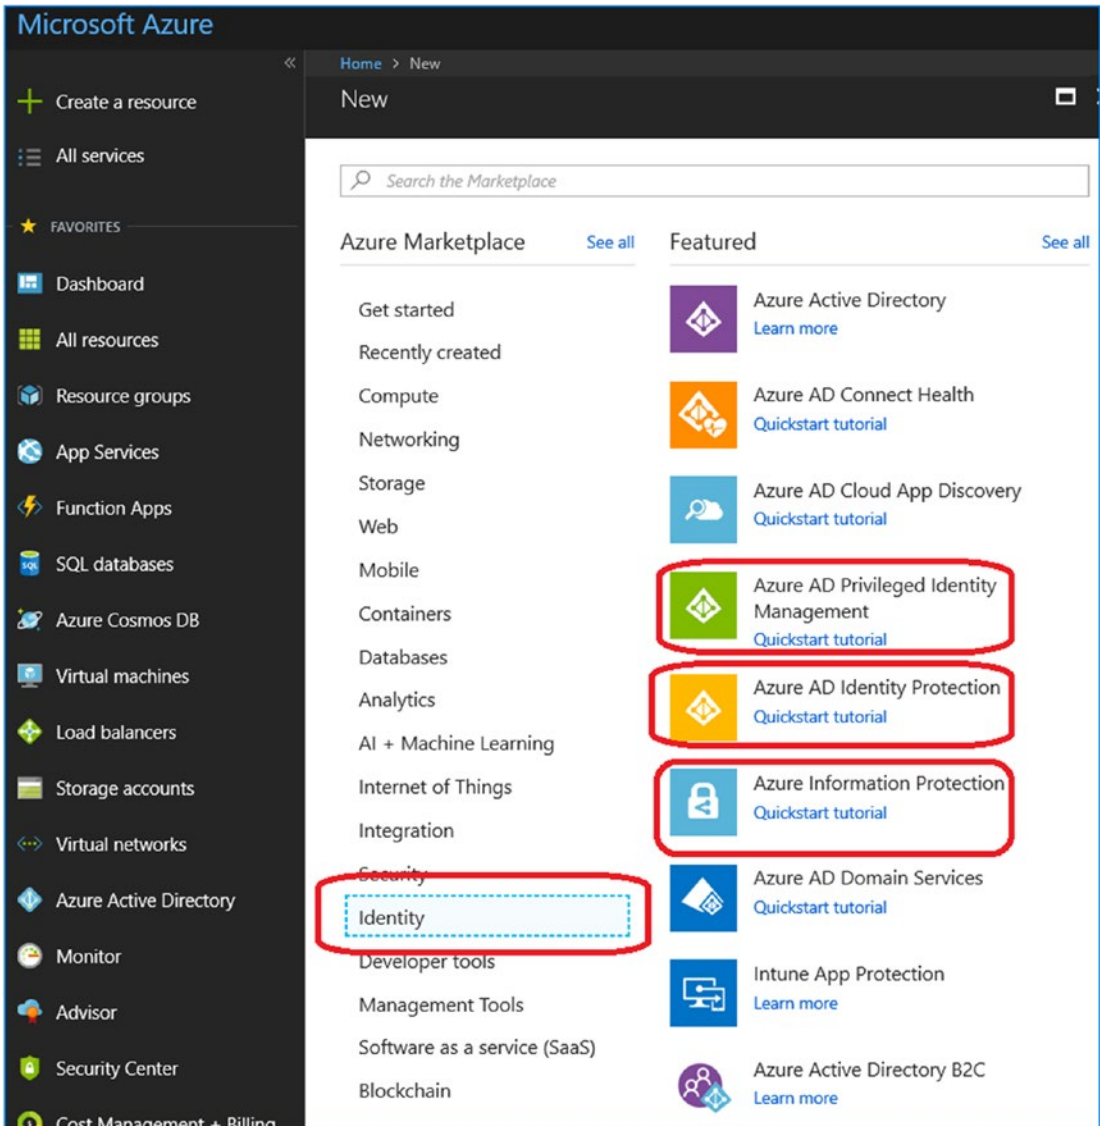 Microsoft Azure
«
Create a resource
All services
FAVORITES
Dashboard
All resources
Resource groups
App Services
Function Apps
SQL databases
Azure Cosmos DB
Virtual machines
Load balancers
Storage accounts
Virtual networks
Azure Active Directory
Monitor
Advisor
Security Center
Cost Management + Billing
Home > New
New
Search the Marketplace
Azure Marketplace
See all
Get started
Recently created
Compute
Networking
Storage
Web
Mobile
Containers
Databases
Analytics
AI + Machine Learning
Internet of Things
Integration
Security
Identity
Developer tools
Management Tools
Software as a service (SaaS)
Blockchain
Featured
See all
Azure Active Directory
Learn more
Azure AD Connect Health
Quickstart tutorial
Azure AD Cloud App Discovery
Quickstart tutorial
Azure AD Privileged Identity
Management
Quickstart tutorial
Azure AD Identity Protection
Quickstart tutorial
Azure Information Protection
Quickstart tutorial
Azure AD Domain Services
Quickstart tutorial
Intune App Protection
Learn more
Azure Active Directory B2C
Learn more